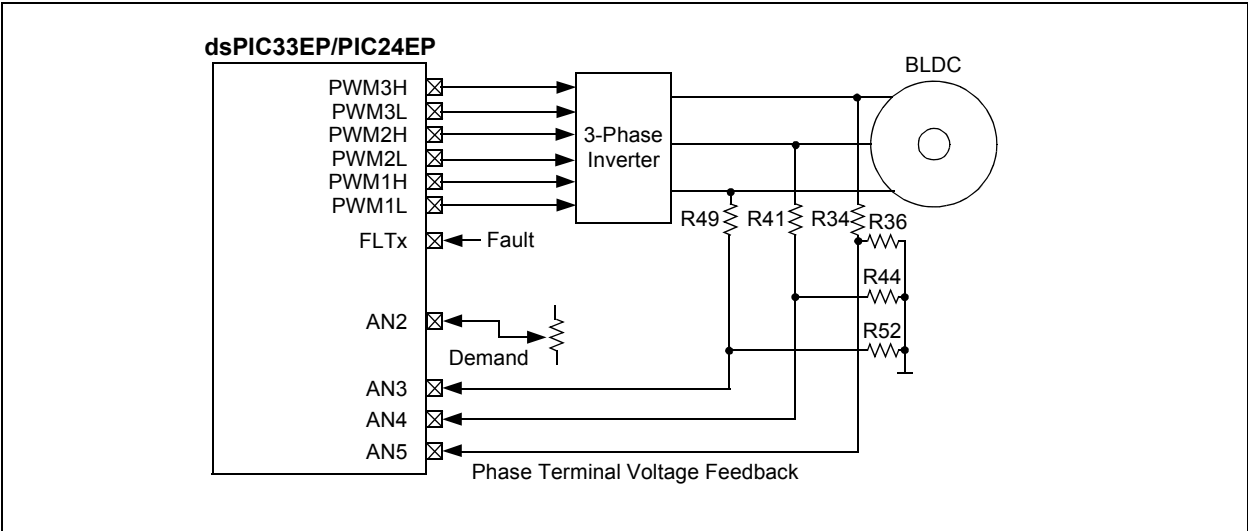 dsPIC33EP/PIC24EP
BLDC
PWM3H
PWM3L
PWM2H
PWM2L
PWM1H
PWM1L
3-Phase
Inverter
R49
R41
R34
R36
FLTx
Fault
R44
AN2
Demand
R52
AN3
AN4
AN5
Phase Terminal Voltage Feedback